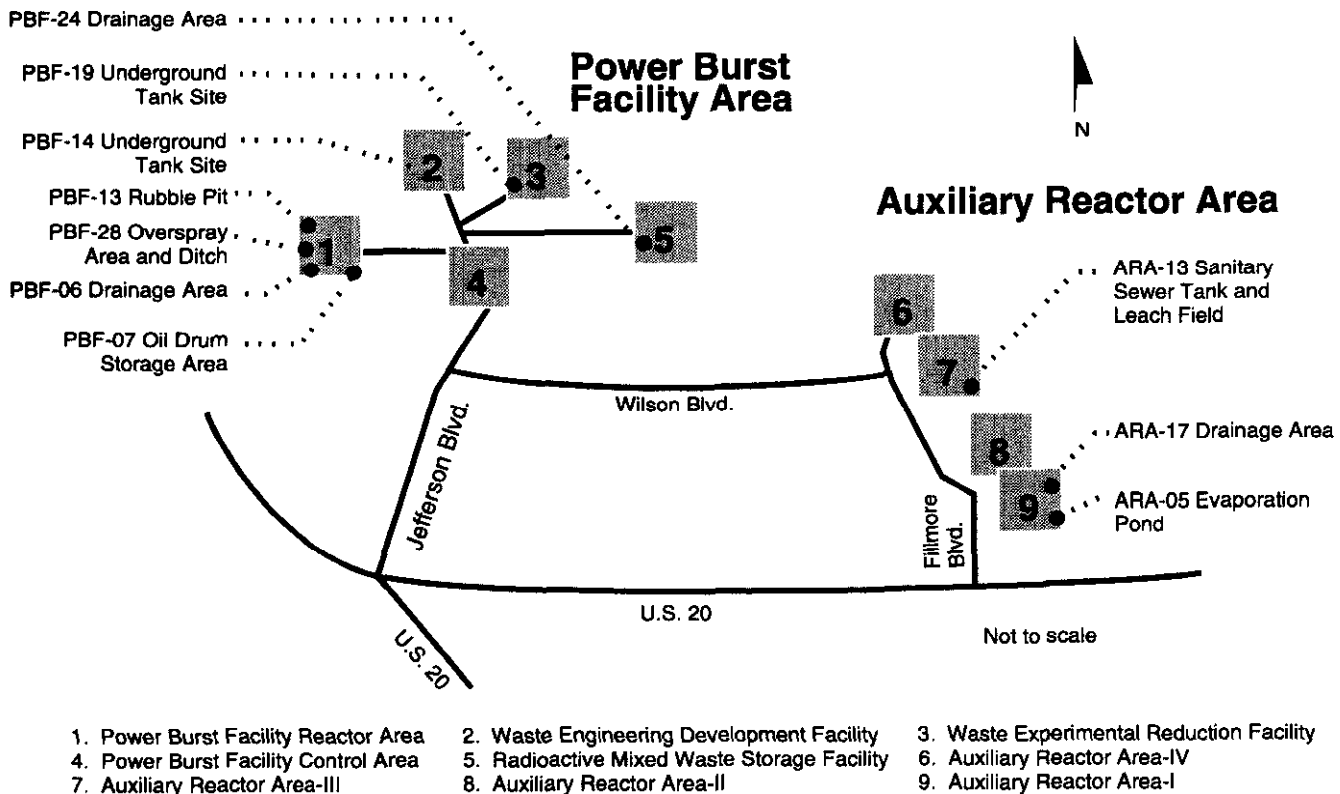 PBF-24 Drainage Area
PBF-19 Underground
Tank Site
PBF-14 Underground
Tank Site
PBF-13 Rubble Pit
PBF-28 Overspray
Area and Ditch
PBF-06 Drainage Area
PBF-07 Oil Drum
Storage Area
Power Burst
Facility Area
N
Auxiliary Reactor Area
2
3
1
5
4
6
7
8
9
ARA-13 Sanitary
Sewer Tank and
Leach Field
ARA-17 Drainage Area
ARA-05 Evaporation
Pond
Wilson Blvd.
Jefferson Blvd.
Fillmore
Blvd.
U.S. 20
U.S. 20
Not to scale
1. Power Burst Facility Reactor Area
2. Waste Engineering Development Facility
3. Waste Experimental Reduction Facility
4. Power Burst Facility Control Area
5. Radioactive Mixed Waste Storage Facility
6. Auxiliary Reactor Area-IV
7. Auxiliary Reactor Area-III
8. Auxiliary Reactor Area-II
9. Auxiliary Reactor Area-I